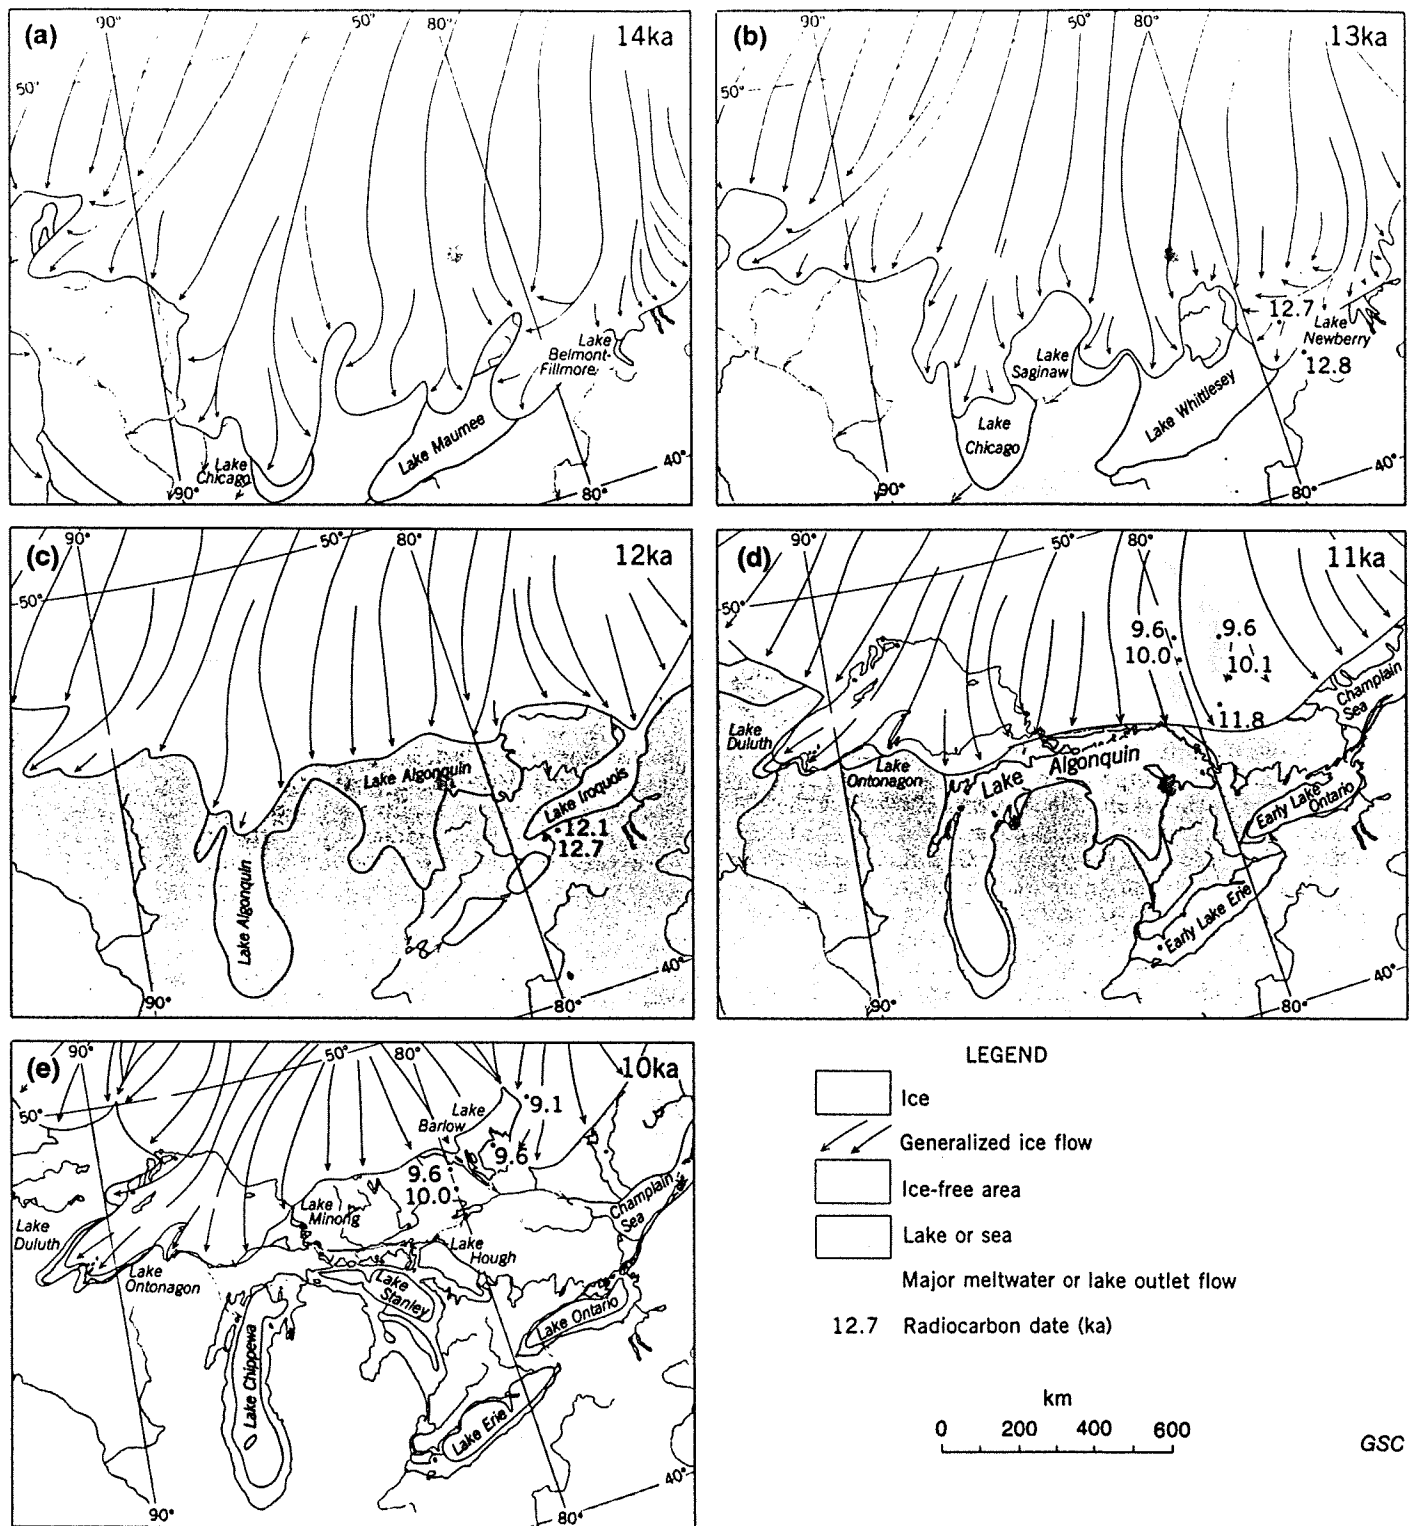 (a)
90°
50°
80°
14ka
50°
Lake
Belmont-
Fillmore
Lake Maumee
Lake
Chicago
90°
80°
40°
(b)
90°
50°
80°
13ka
50°
12.7
Lake
Newberry
12.8
Lake
Saginaw
Lake Whittlesey
Lake
Chicago
90°
80°
40°
(c)
90°
50°
80°
12ka
50°
Lake Algonquin
Lake Iroquois
12.1
12.7
Lake Algonquin
90°
80°
40°
(d)
90°
50°
80°
11ka
50°
9.6
10.0
9.6
10.1
11.8
Champlain
Sea
Lake
Duluth
Lake
Ontonagon
Lake Algonquin
Early Lake
Ontario
Early Lake Erie
90°
80°
40°
(e)
90°
50°
80°
10ka
50°
Lake
Barlow
9.1
9.6
9.6
10.0
Lake
Minong
Champlain
Sea
Lake
Duluth
Lake
Ontonagon
Lake
Hough
Lake
Stanley
Lake Ontario
Lake Chippewa
Lake Erie
90°
80°
40°
LEGEND
Ice
Generalized ice flow
Ice-free area
Lake or sea
Major meltwater or lake outlet flow
12.7 Radiocarbon date (ka)
km
0 200 400 600
GSC